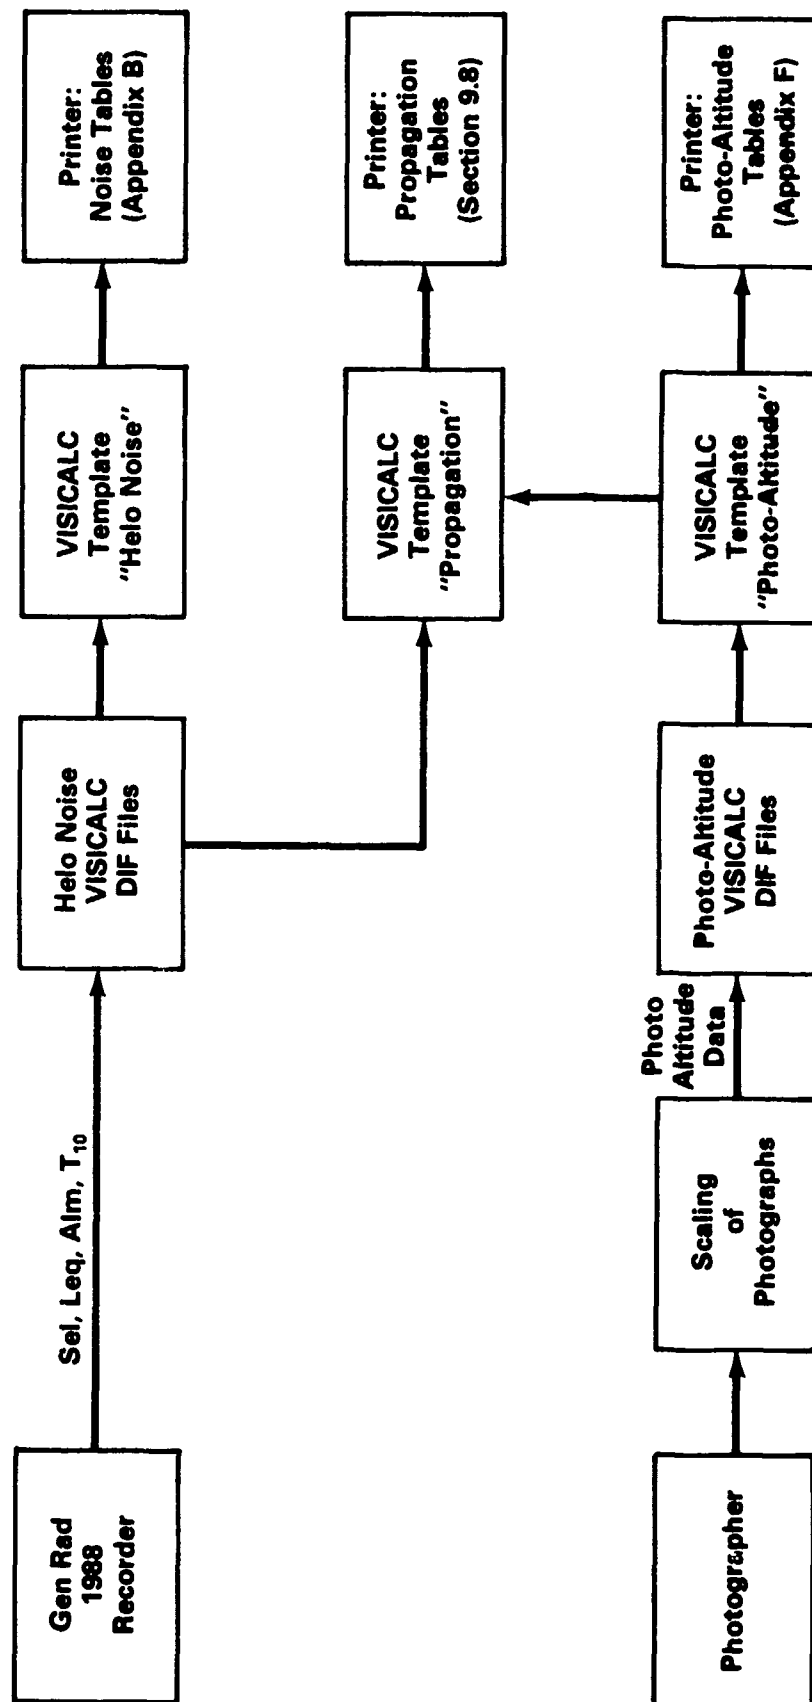 Gen Rad
1988
Recorder
Sel, Leq, Alm, T₁₀
Helo Noise
VISICALC
DIF Files
VISICALC
Template
"Helo Noise"
Printer:
Noise Tables
(Appendix B)
VISICALC
Template
"Propagation"
Printer:
Propagation
Tables
(Section 9.8)
Photographer
Scaling
of
Photographs
Photo
Altitude
Data
Photo-Altitude
VISICALC
DIF Files
VISICALC
Template
"Photo-Altitude"
Printer:
Photo-Altitude
Tables
(Appendix F)